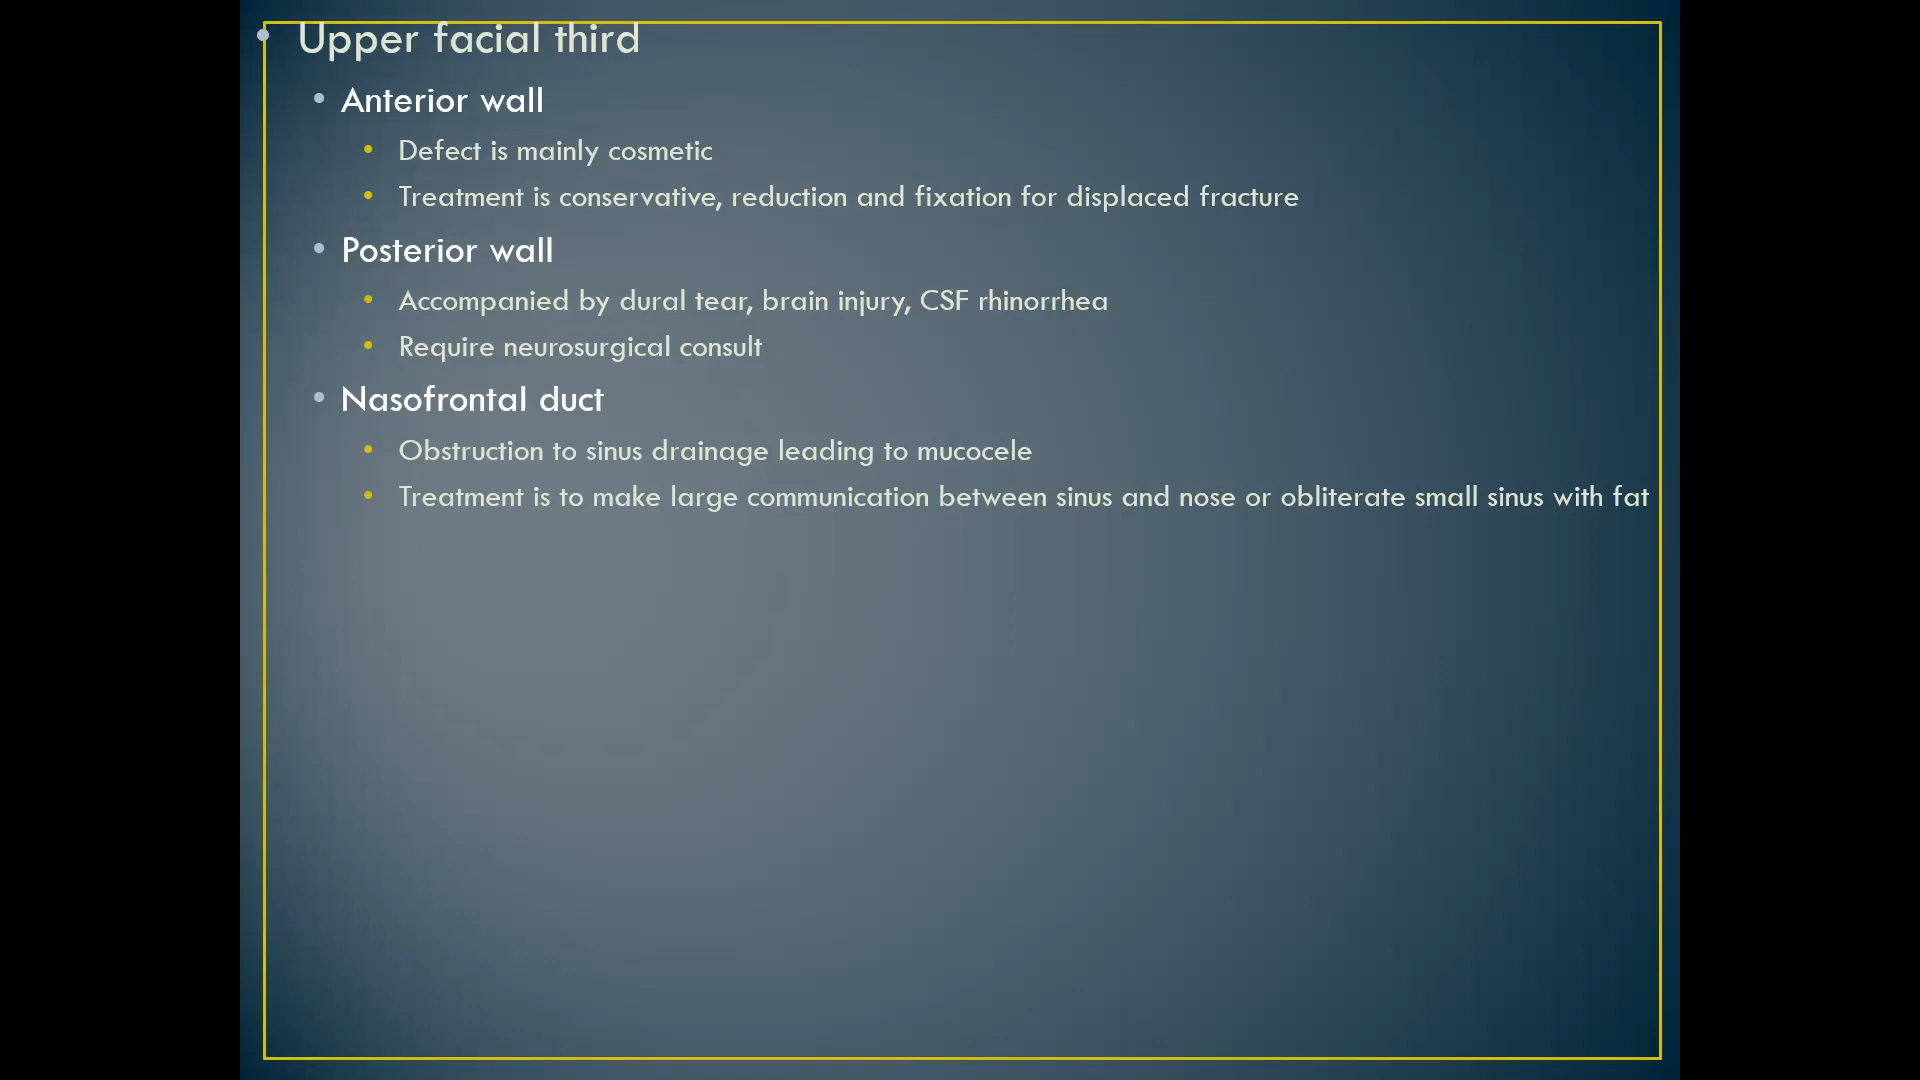 • Upper facial third
• Anterior wall
• Defect is mainly cosmetic
• Treatment is conservative, reduction and fixation for displaced fracture
• Posterior wall
• Accompanied by dural tear, brain injury, CSF rhinorrhea
• Require neurosurgical consult
• Nasofrontal duct
• Obstruction to sinus drainage leading to mucocele
• Treatment is to make large communication between sinus and nose or obliterate small sinus with fat